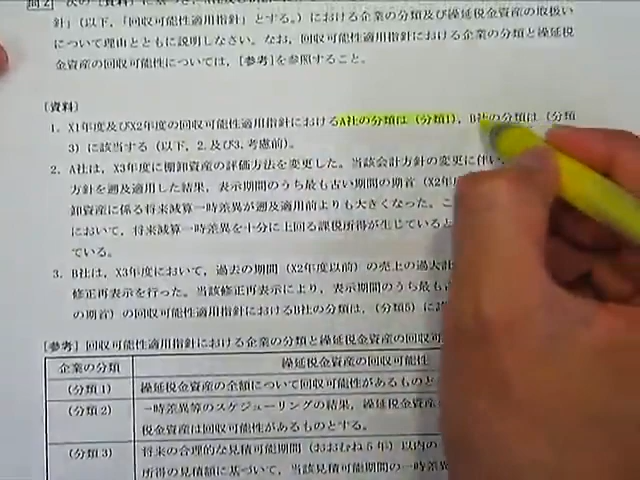 問2
針」(以下、「回収可能性適用指針」とする。)における企業の分類及び繰延税金資産の取扱い
について理由とともに説明しなさい。なお、回収可能性適用指針における企業の分類と繰延税
金資産の回収可能性については、[参考]を参照すること。
[資料]
1. X1年度及びX2年度の回収可能性適用指針におけるA社の分類は(分類1)、B社の分類は(分類
3)に該当する(以下、2.及び3.考慮前)。
2. A社は、X3年度に棚卸資産の評価方法を変更した。当該会計方針の変更に伴い、
方針を遡及適用した結果、表示期間のうち最も古い期間の期首(X2年度
卸資産に係る将来減算一時差異が遡及適用前よりも大きくなった。こ
において、将来減算一時差異を十分に上回る課税所得が生じていると
ている。
3. B社は、X3年度において、過去の期間(X2年度以前)の売上の過大計
修正再表示を行った。当該修正再表示により、表示期間のうち最も
の期首)の回収可能性適用指針におけるB社の分類は、(分類5)に該
[参考] 回収可能性適用指針における企業の分類と繰延税金資産の回収可
企業の分類 繰延税金資産の回収可能性
(分類1) 繰延税金資産の全額について回収可能性があるものと
(分類2) 一時差異等のスケジューリングの結果、繰延税金
税金資産は回収可能性があるものとする。
(分類3) 将来の合理的な見積可能期間(おおむね5年)以内の
所得の見積額に基づいて、当該見積可能期間の一時差